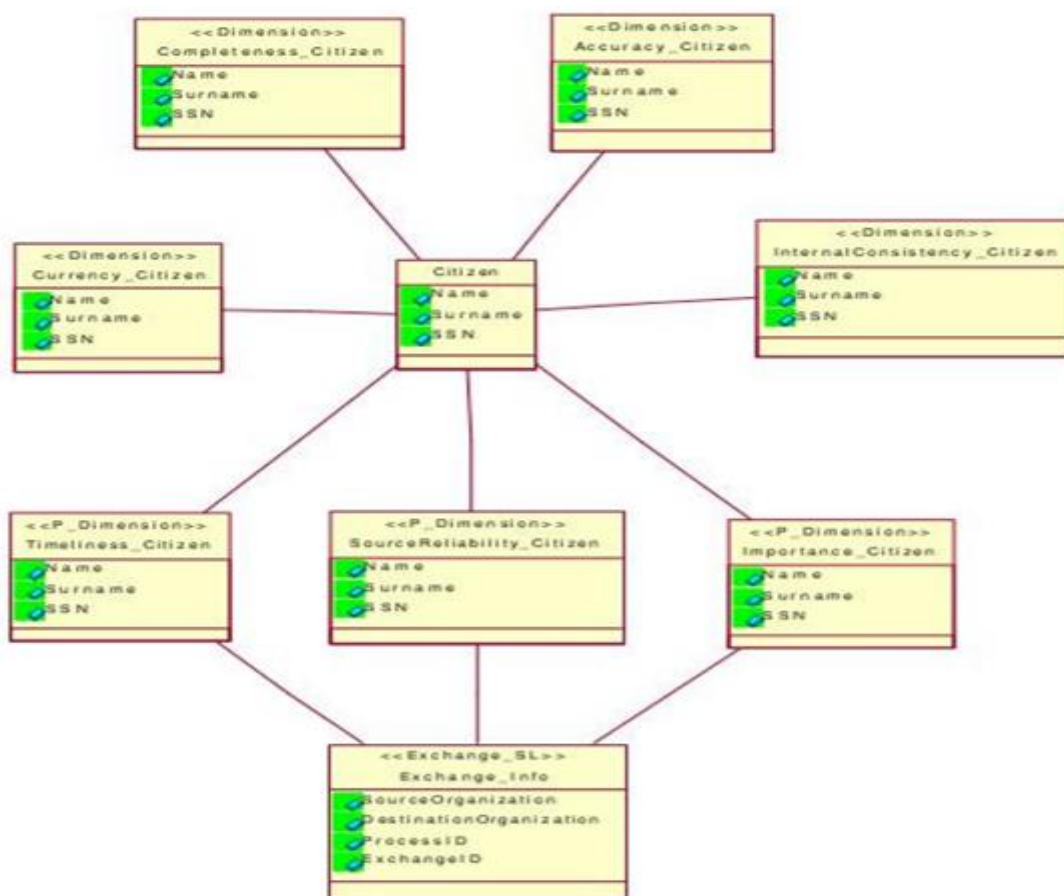 <<Dimension>>
Completeness_Citizen
Name
Surname
SSN
<<Dimension>>
Accuracy_Citizen
Name
Surname
SSN
<<Dimension>>
Currency_Citizen
Name
Surname
SSN
Citizen
Name
Surname
SSN
<<Dimension>>
InternalConsistency_Citizen
Name
Surname
SSN
<<P_Dimension>>
Timeliness_Citizen
Name
Surname
SSN
<<P_Dimension>>
SourceReliability_Citizen
Name
Surname
SSN
<<P_Dimension>>
Importance_Citizen
Name
Surname
SSN
<<Exchange_SL>>
Exchange_Info
SourceOrganization
DestinationOrganization
ProcessID
ExchangeID